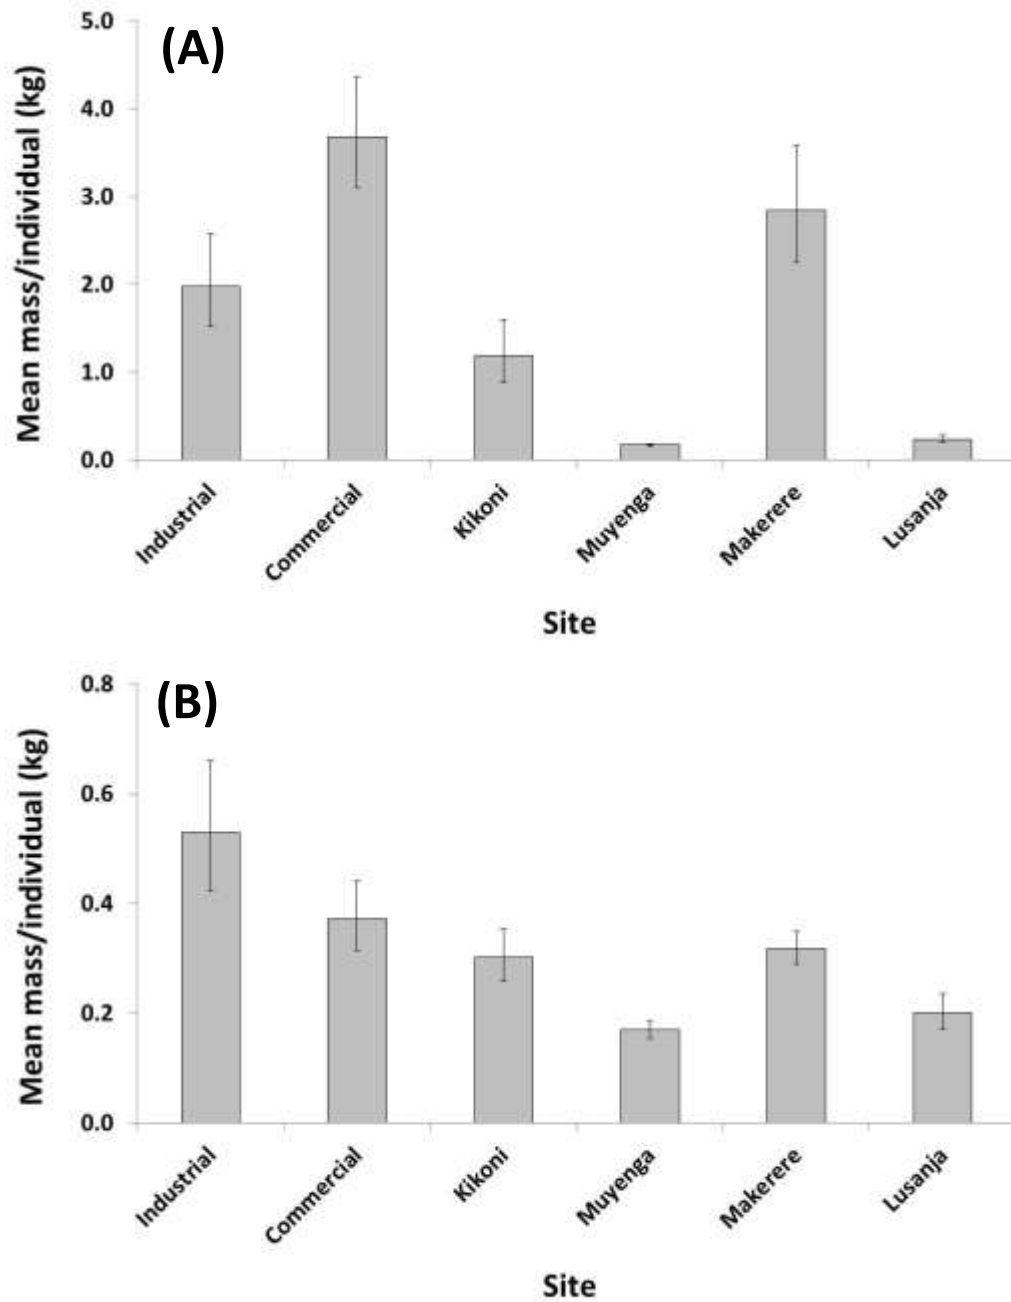 (A)
Mean mass/individual (kg)
5.0
4.0
3.0
2.0
1.0
0.0
Industrial
Commercial
Kikoni
Muyenga
Makerere
Lusanja
Site
(B)
Mean mass/individual (kg)
0.8
0.6
0.4
0.2
0.0
Industrial
Commercial
Kikoni
Muyenga
Makerere
Lusanja
Site